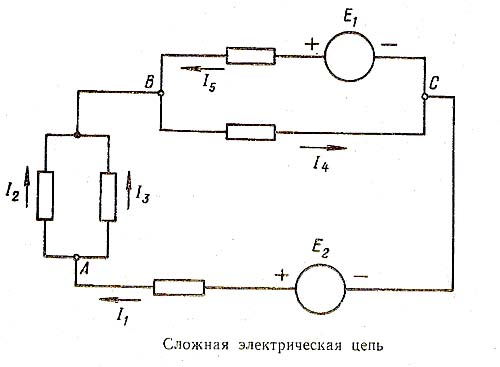 E₁
+ −
B
I₅
C
I₄
I₂
I₃
A
E₂
+ −
I₁
Сложная электрическая цепь